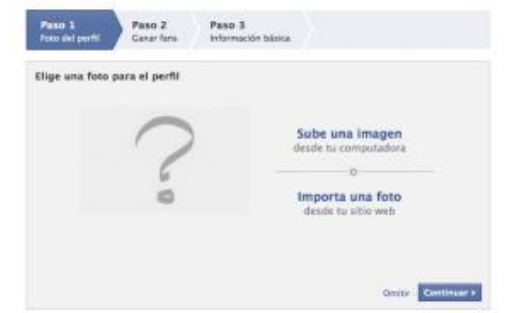 Paso 1
Foto del perfil
Paso 2
Ganar fans
Paso 3
Información básica
Elige una foto para el perfil
?
Sube una imagen
desde tu computadora
o
Importa una foto
desde tu sitio web
Omitir
Continuar